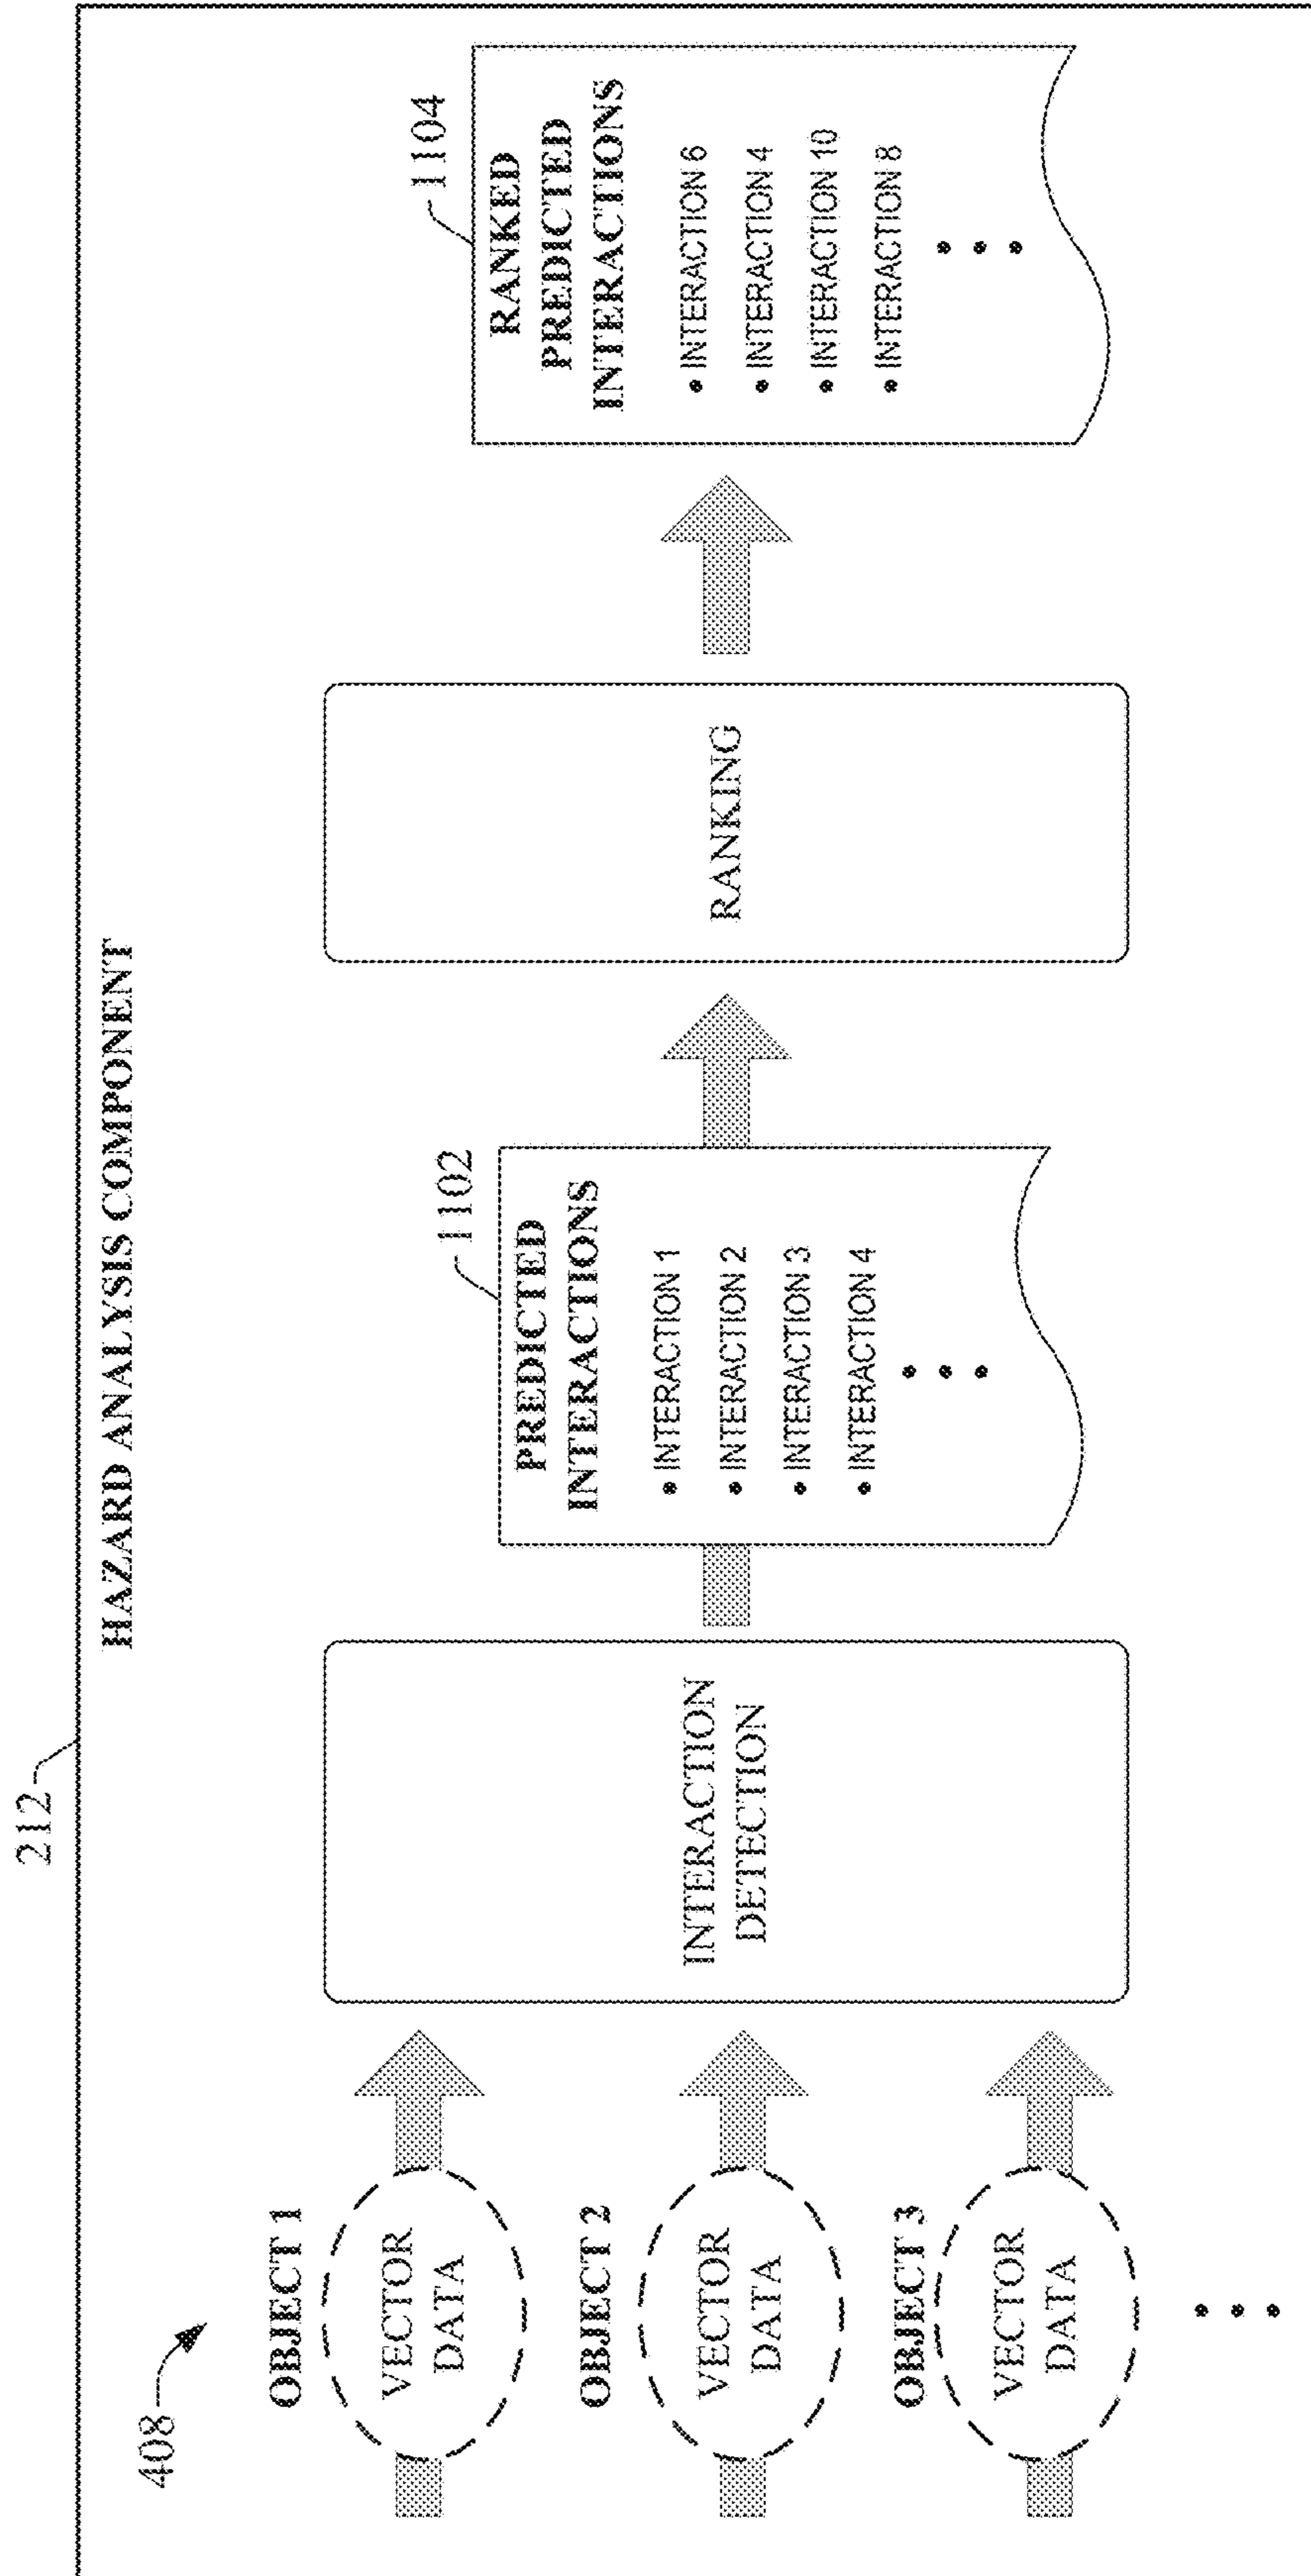 212
HAZARD ANALYSIS COMPONENT
408
OBJECT 1
VECTOR
DATA
OBJECT 2
VECTOR
DATA
OBJECT 3
VECTOR
DATA
INTERACTION
DETECTION
1102
PREDICTED
INTERACTIONS
• INTERACTION 1
• INTERACTION 2
• INTERACTION 3
• INTERACTION 4
RANKING
1104
RANKED
PREDICTED
INTERACTIONS
• INTERACTION 6
• INTERACTION 4
• INTERACTION 10
• INTERACTION 8